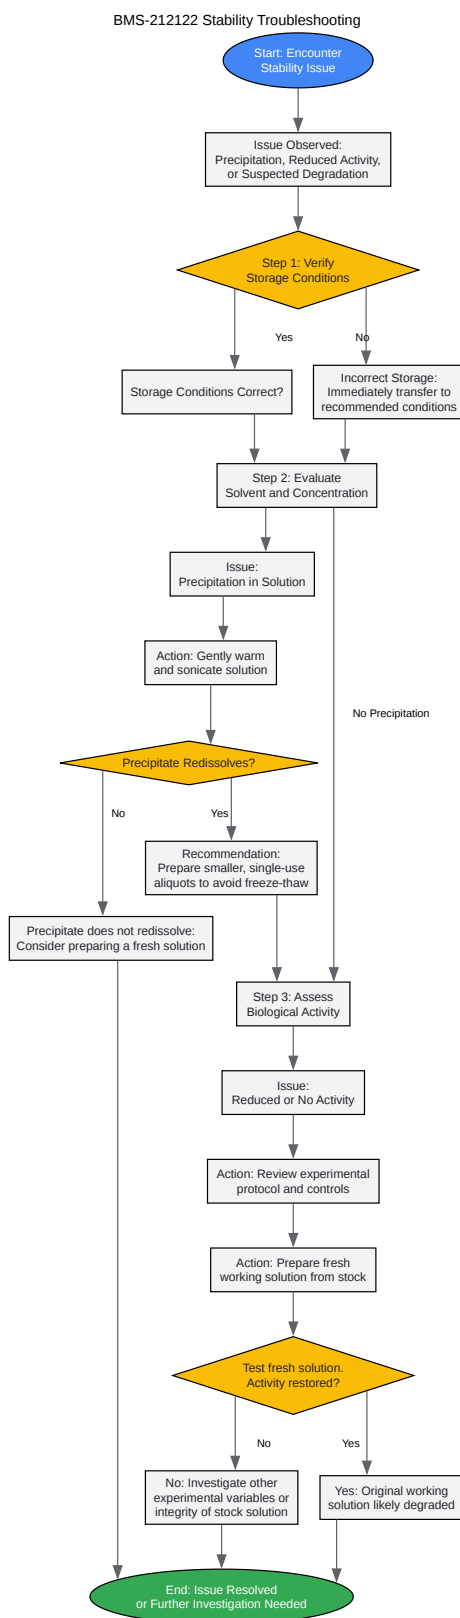 BMS-212122 Stability Troubleshooting
Start: Encounter
Stability Issue
Issue Observed:
Precipitation, Reduced Activity,
or Suspected Degradation
Step 1: Verify
Storage Conditions
Yes
No
Storage Conditions Correct?
Incorrect Storage:
Immediately transfer to
recommended conditions
Step 2: Evaluate
Solvent and Concentration
Issue:
Precipitation in Solution
Action: Gently warm
and sonicate solution
No Precipitation
Precipitate Redissolves?
No
Yes
Recommendation:
Prepare smaller, single-use
aliquots to avoid freeze-thaw
Precipitate does not redissolve:
Consider preparing a fresh solution
Step 3: Assess
Biological Activity
Issue:
Reduced or No Activity
Action: Review experimental
protocol and controls
Action: Prepare fresh
working solution from stock
Test fresh solution.
Activity restored?
No
Yes
No: Investigate other
experimental variables or
integrity of stock solution
Yes: Original working
solution likely degraded
End: Issue Resolved
or Further Investigation Needed